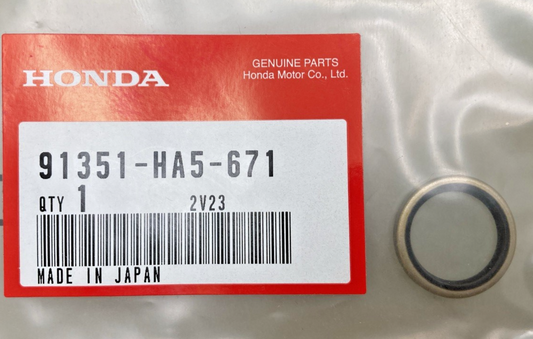 HONDA
GENUINE PARTS
Honda Motor Co., Ltd.
91351-HA5-671
QTY 1 2V23
MADE IN JAPAN